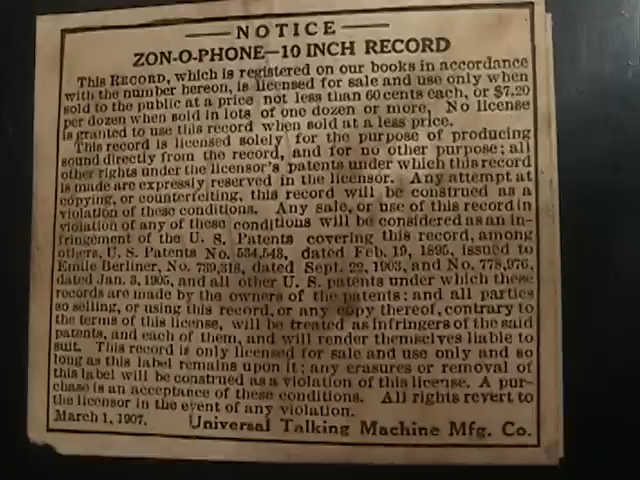 NOTICE
ZON-O-PHONE—10 INCH RECORD
This Record, which is registered on our books in accordance
with the number hereon, is licensed for sale and use only when
sold to the public at a price not less than 60 cents each, or $7.20
per dozen when sold in lots of one dozen or more. No license
is granted to use this record when sold at a less price.
This record is licensed solely for the purpose of producing
sound directly from the record, and for no other purpose; all
other rights under the licensor's patents under which this record
is made are expressly reserved in the licensor. Any attempt at
copying, or counterfeiting, this record will be construed as a
violation of these conditions. Any sale, or use of this record in
violation of any of these conditions will be considered as an in-
fringement of the U. S. Patents covering this record, among
others, U. S. Patents No. 534,543, dated Feb. 19, 1895, issued to
Emile Berliner, No. 739,318, dated Sept. 22, 1903, and No. 778,976,
dated Jan. 3, 1905, and all other U. S. patents under which these
records are made by the owners of the patents; and all parties
so selling, or using this record, or any copy thereof, contrary to
the terms of this license, will be treated as infringers of the said
patents, and each of them, and will render themselves liable to
suit. This record is only licensed for sale and use only and so
long as this label remains upon it; any erasures or removal of
this label will be construed as a violation of this license. A pur-
chase is an acceptance of these conditions. All rights revert to
the licensor in the event of any violation.
March 1, 1907. Universal Talking Machine Mfg. Co.